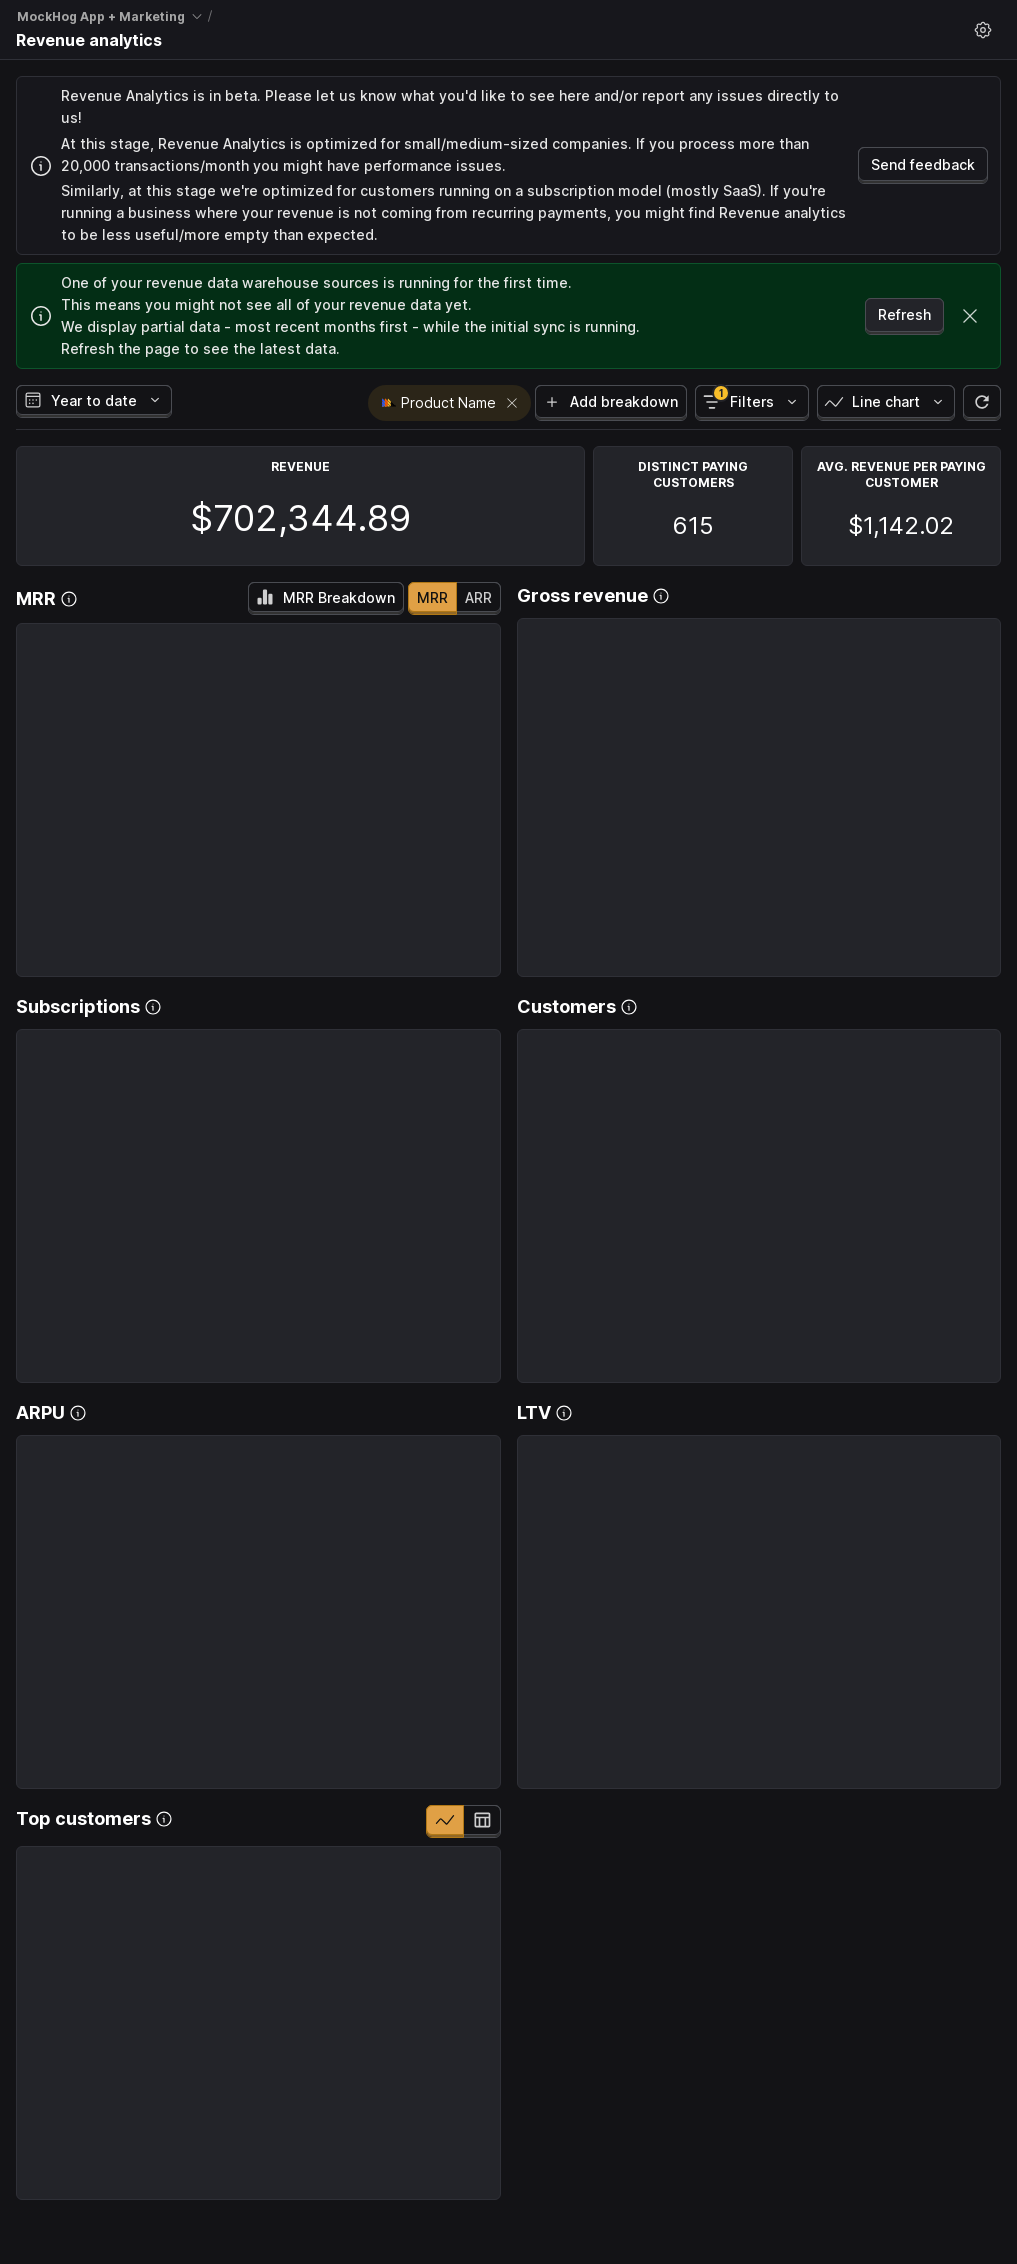 MockHog App + Marketing /
Revenue analytics
Revenue Analytics is in beta. Please let us know what you'd like to see here and/or report any issues directly to
us!
At this stage, Revenue Analytics is optimized for small/medium-sized companies. If you process more than
20,000 transactions/month you might have performance issues.
Similarly, at this stage we're optimized for customers running on a subscription model (mostly SaaS). If you're
running a business where your revenue is not coming from recurring payments, you might find Revenue analytics
to be less useful/more empty than expected.
Send feedback
One of your revenue data warehouse sources is running for the first time.
This means you might not see all of your revenue data yet.
We display partial data - most recent months first - while the initial sync is running.
Refresh the page to see the latest data.
Refresh
Year to date
Product Name
Add breakdown
1
Filters
Line chart
REVENUE
$702,344.89
DISTINCT PAYING
CUSTOMERS
615
AVG. REVENUE PER PAYING
CUSTOMER
$1,142.02
MRR
MRR Breakdown
MRR
ARR
Gross revenue
Subscriptions
Customers
ARPU
LTV
Top customers